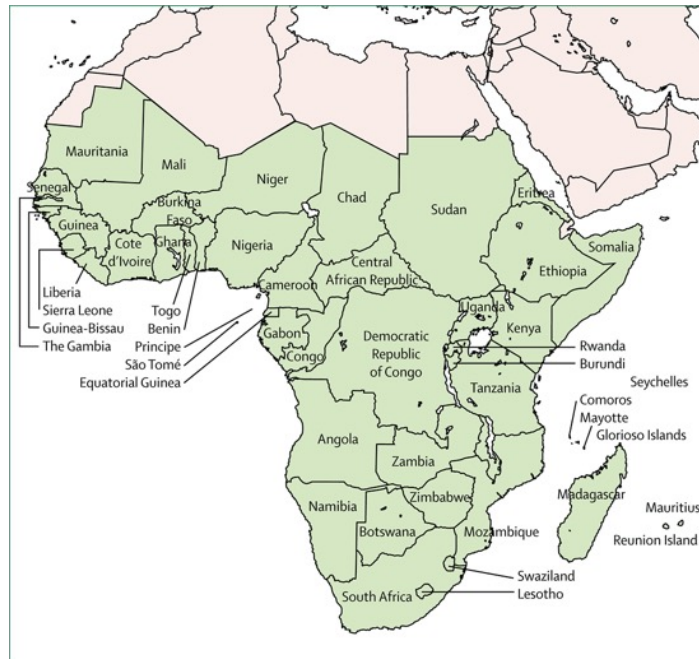 Mauritania
Mali
Niger
Chad
Sudan
Eritrea
Senegal
Burkina
Faso
Guinea
Cote
d'Ivoire
Ghana
Nigeria
Central
African Republic
Ethiopia
Somalia
Cameroon
Liberia
Sierra Leone
Guinea-Bissau
The Gambia
Togo
Benin
Principe
São Tomé
Equatorial Guinea
Gabon
Congo
Democratic
Republic
of Congo
Uganda
Kenya
Rwanda
Burundi
Tanzania
Seychelles
Comoros
Mayotte
Glorioso Islands
Angola
Zambia
Zimbabwe
Namibia
Botswana
Mozambique
Madagascar
Mauritius
Reunion Island
Swaziland
Lesotho
South Africa